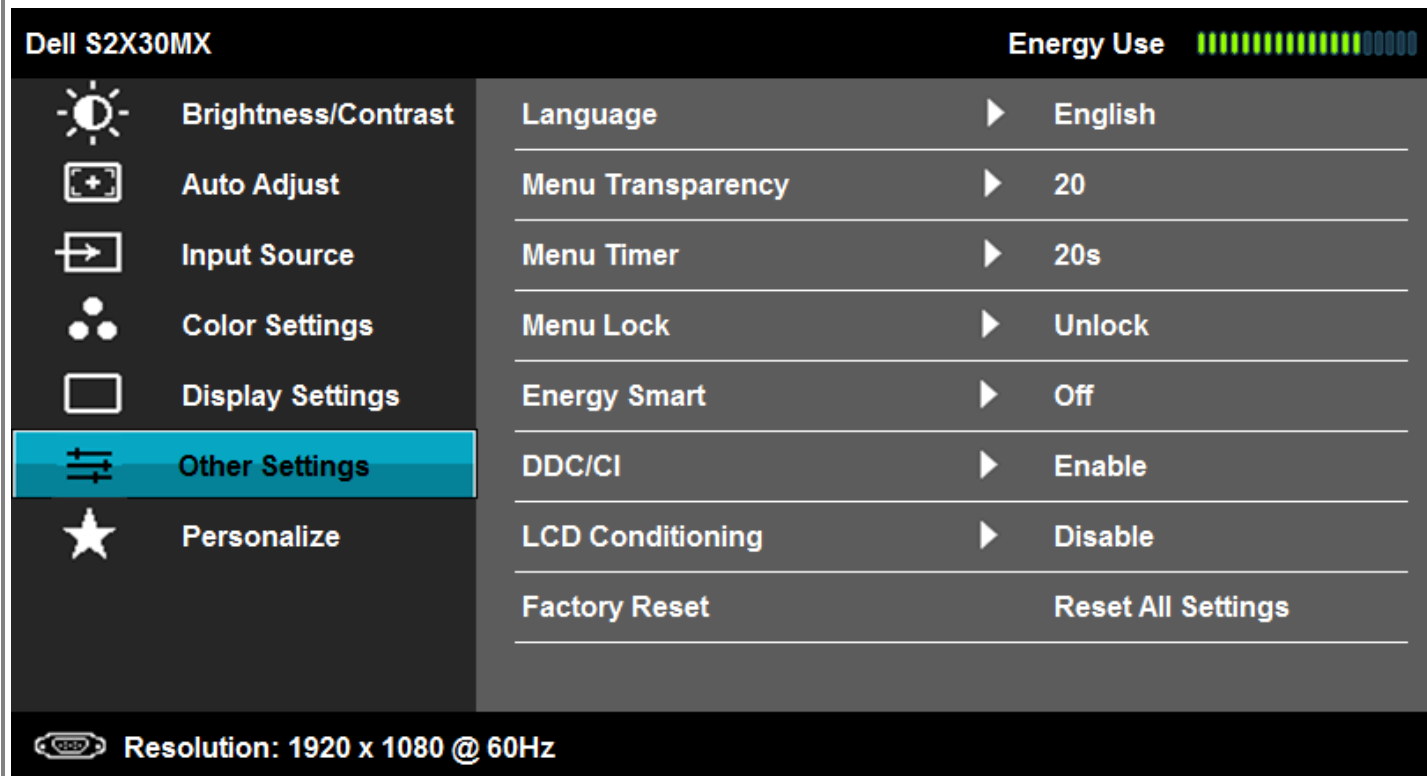 Dell S2X30MX Energy Use
Brightness/Contrast Language English
Auto Adjust Menu Transparency 20
Input Source Menu Timer 20s
Color Settings Menu Lock Unlock
Display Settings Energy Smart Off
Other Settings DDC/CI Enable
Personalize LCD Conditioning Disable
Factory Reset Reset All Settings
Resolution: 1920 x 1080 @ 60Hz